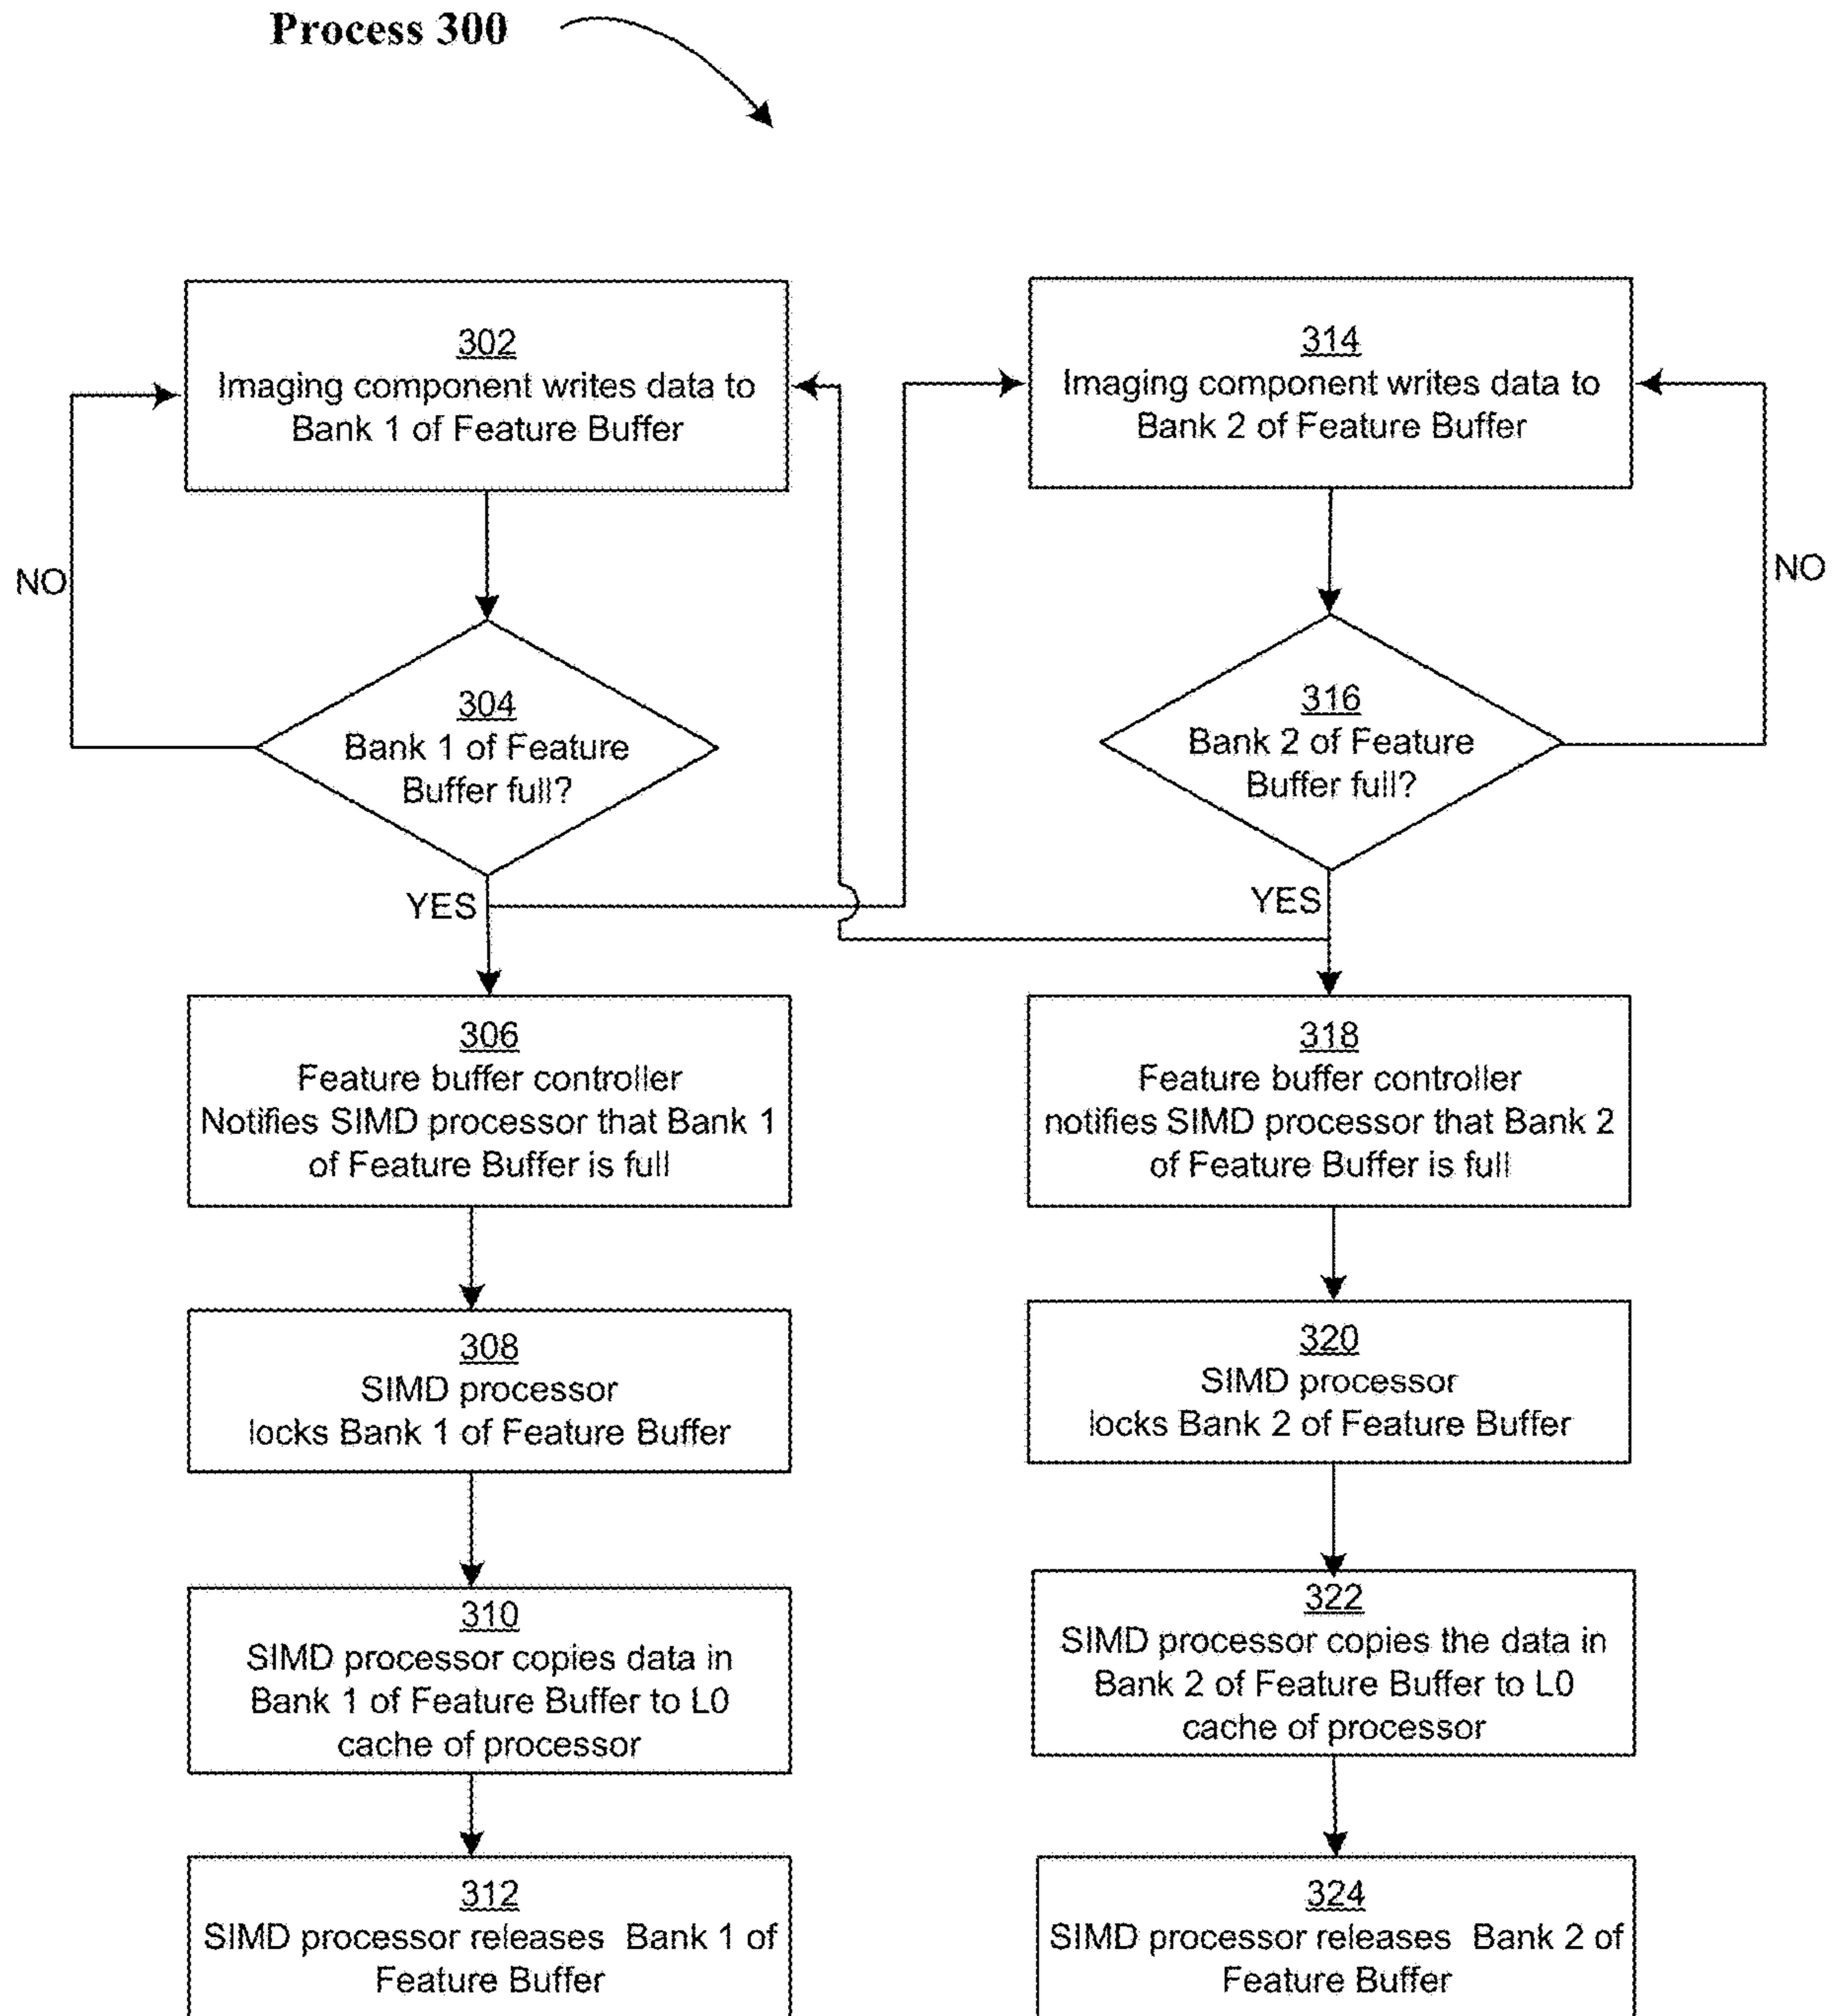 Process 300
302
Imaging component writes data to
Bank 1 of Feature Buffer
NO
304
Bank 1 of Feature
Buffer full?
YES
306
Feature buffer controller
Notifies SIMD processor that Bank 1
of Feature Buffer is full
308
SIMD processor
locks Bank 1 of Feature Buffer
310
SIMD processor copies data in
Bank 1 of Feature Buffer to L0
cache of processor
312
SIMD processor releases Bank 1 of
Feature Buffer
314
Imaging component writes data to
Bank 2 of Feature Buffer
NO
316
Bank 2 of Feature
Buffer full?
YES
318
Feature buffer controller
notifies SIMD processor that Bank 2
of Feature Buffer is full
320
SIMD processor
locks Bank 2 of Feature Buffer
322
SIMD processor copies the data in
Bank 2 of Feature Buffer to L0
cache of processor
324
SIMD processor releases Bank 2 of
Feature Buffer